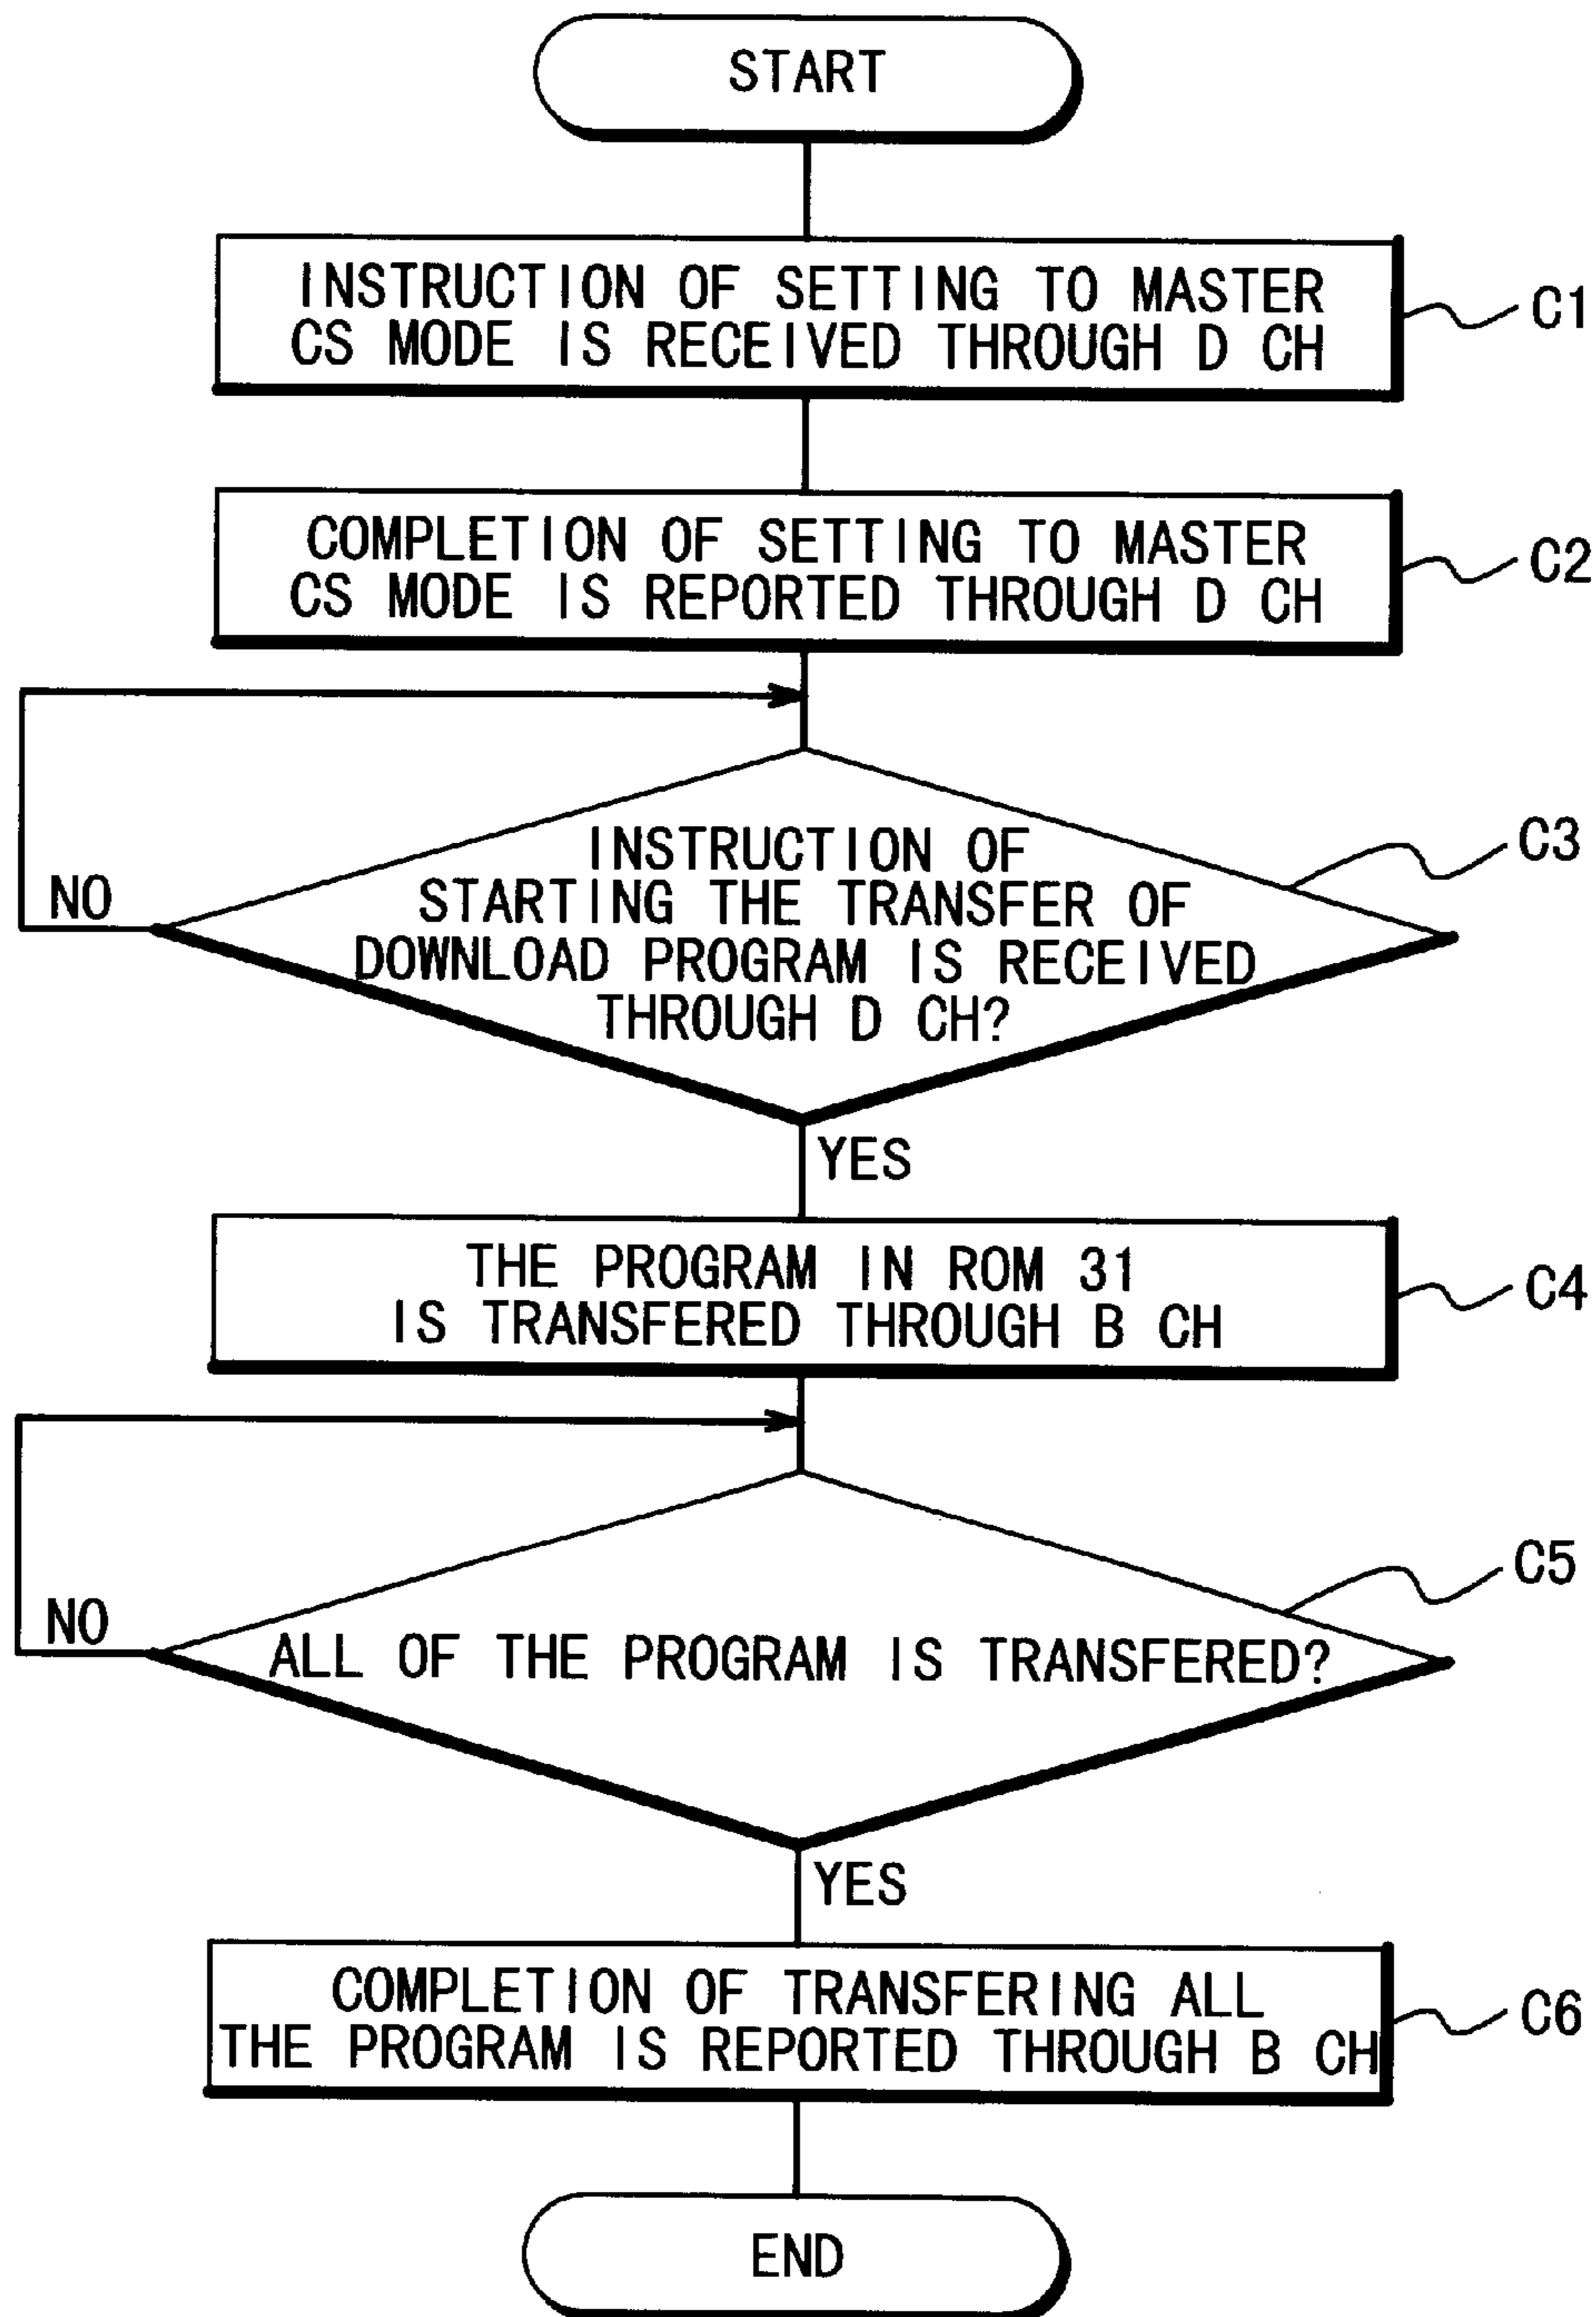 START
INSTRUCTION OF SETTING TO MASTER
CS MODE IS RECEIVED THROUGH D CH
C1
COMPLETION OF SETTING TO MASTER
CS MODE IS REPORTED THROUGH D CH
C2
INSTRUCTION OF
STARTING THE TRANSFER OF
DOWNLOAD PROGRAM IS RECEIVED
THROUGH D CH?
C3
NO
YES
THE PROGRAM IN ROM 31
IS TRANSFERED THROUGH B CH
C4
ALL OF THE PROGRAM IS TRANSFERED?
C5
NO
YES
COMPLETION OF TRANSFERING ALL
THE PROGRAM IS REPORTED THROUGH B CH
C6
END